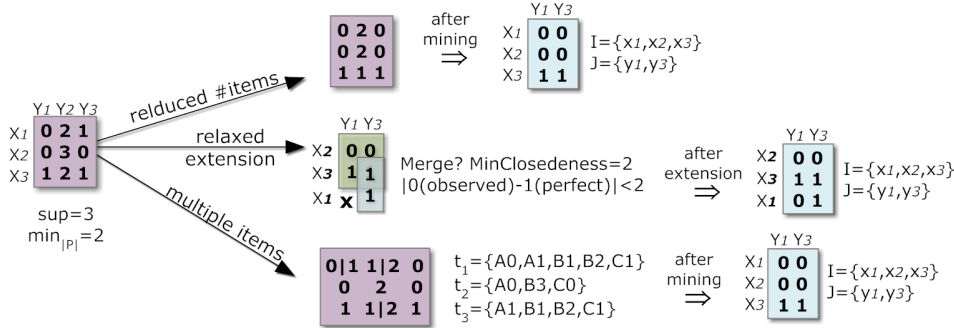 0 2 0
0 2 0
1 1 1
after
mining
⇒
Y1 Y3
X1 0 0
X2 0 0
X3 1 1
I={x1,x2,x3}
J={y1,y3}
relduced #items
Y1 Y2 Y3
X1 0 2 1
X2 0 3 0
X3 1 2 1
sup=3
min|P|=2
relaxed
extension
Y1 Y3
X2 0 0
X3 1 1
X1 x 1
Merge? MinClosedeness=2
|0(observed)-1(perfect)|<2
after
extension
⇒
Y1 Y3
X2 0 0
X3 1 1
X1 0 1
I={x1,x2,x3}
J={y1,y3}
multiple items
0|1 1|2 0
0 2 0
1 1|2 1
t1={A0,A1,B1,B2,C1}
t2={A0,B3,C0}
t3={A1,B1,B2,C1}
after
mining
⇒
Y1 Y3
X1 0 0
X2 0 0
X3 1 1
I={x1,x2,x3}
J={y1,y3}